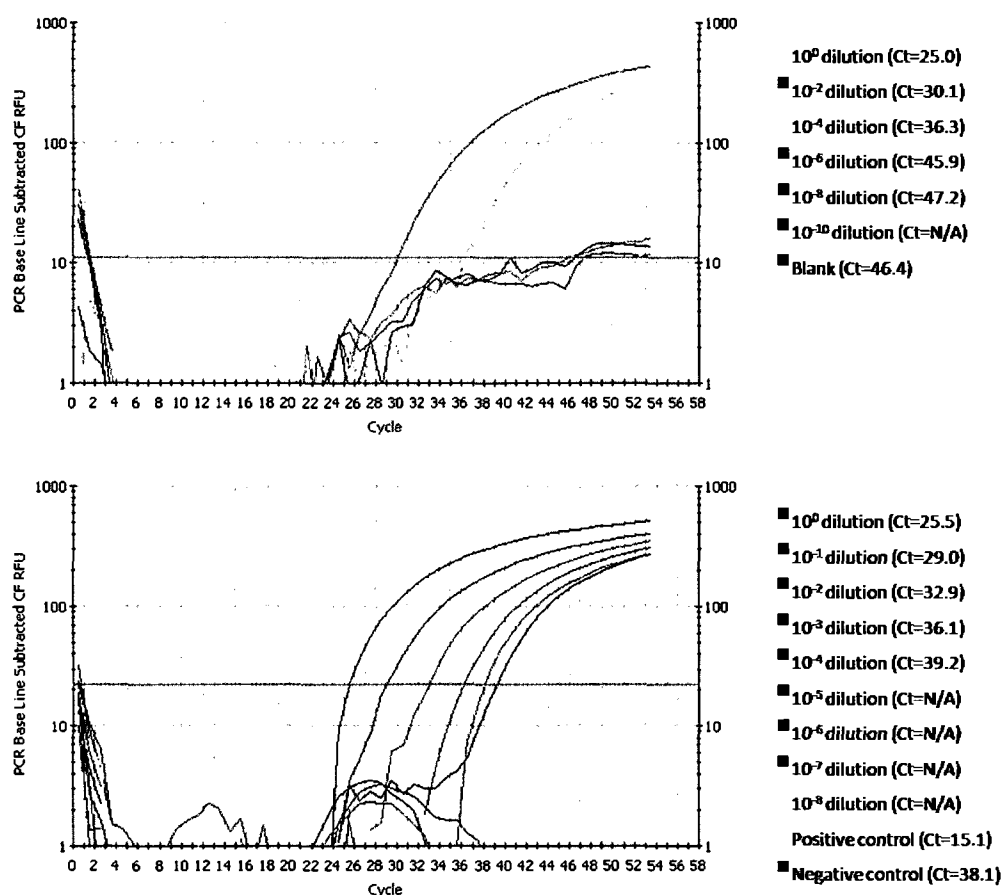 1000
100
10
1
PCR Base Line Subtracted CF RFU
1000
100
10
1
0 2 4 6 8 10 12 14 16 18 20 22 24 26 28 30 32 34 36 38 40 42 44 46 48 50 52 54 56 58
Cycle
10⁰ dilution (Ct=25.0)
10⁻² dilution (Ct=30.1)
10⁻⁴ dilution (Ct=36.3)
10⁻⁶ dilution (Ct=45.9)
10⁻⁸ dilution (Ct=47.2)
10⁻¹⁰ dilution (Ct=N/A)
Blank (Ct=46.4)
1000
100
10
1
PCR Base Line Subtracted CF RFU
1000
100
10
1
0 2 4 6 8 10 12 14 16 18 20 22 24 26 28 30 32 34 36 38 40 42 44 46 48 50 52 54 56 58
Cycle
10⁰ dilution (Ct=25.5)
10⁻¹ dilution (Ct=29.0)
10⁻² dilution (Ct=32.9)
10⁻³ dilution (Ct=36.1)
10⁻⁴ dilution (Ct=39.2)
10⁻⁵ dilution (Ct=N/A)
10⁻⁶ dilution (Ct=N/A)
10⁻⁷ dilution (Ct=N/A)
10⁻⁸ dilution (Ct=N/A)
Positive control (Ct=15.1)
Negative control (Ct=38.1)